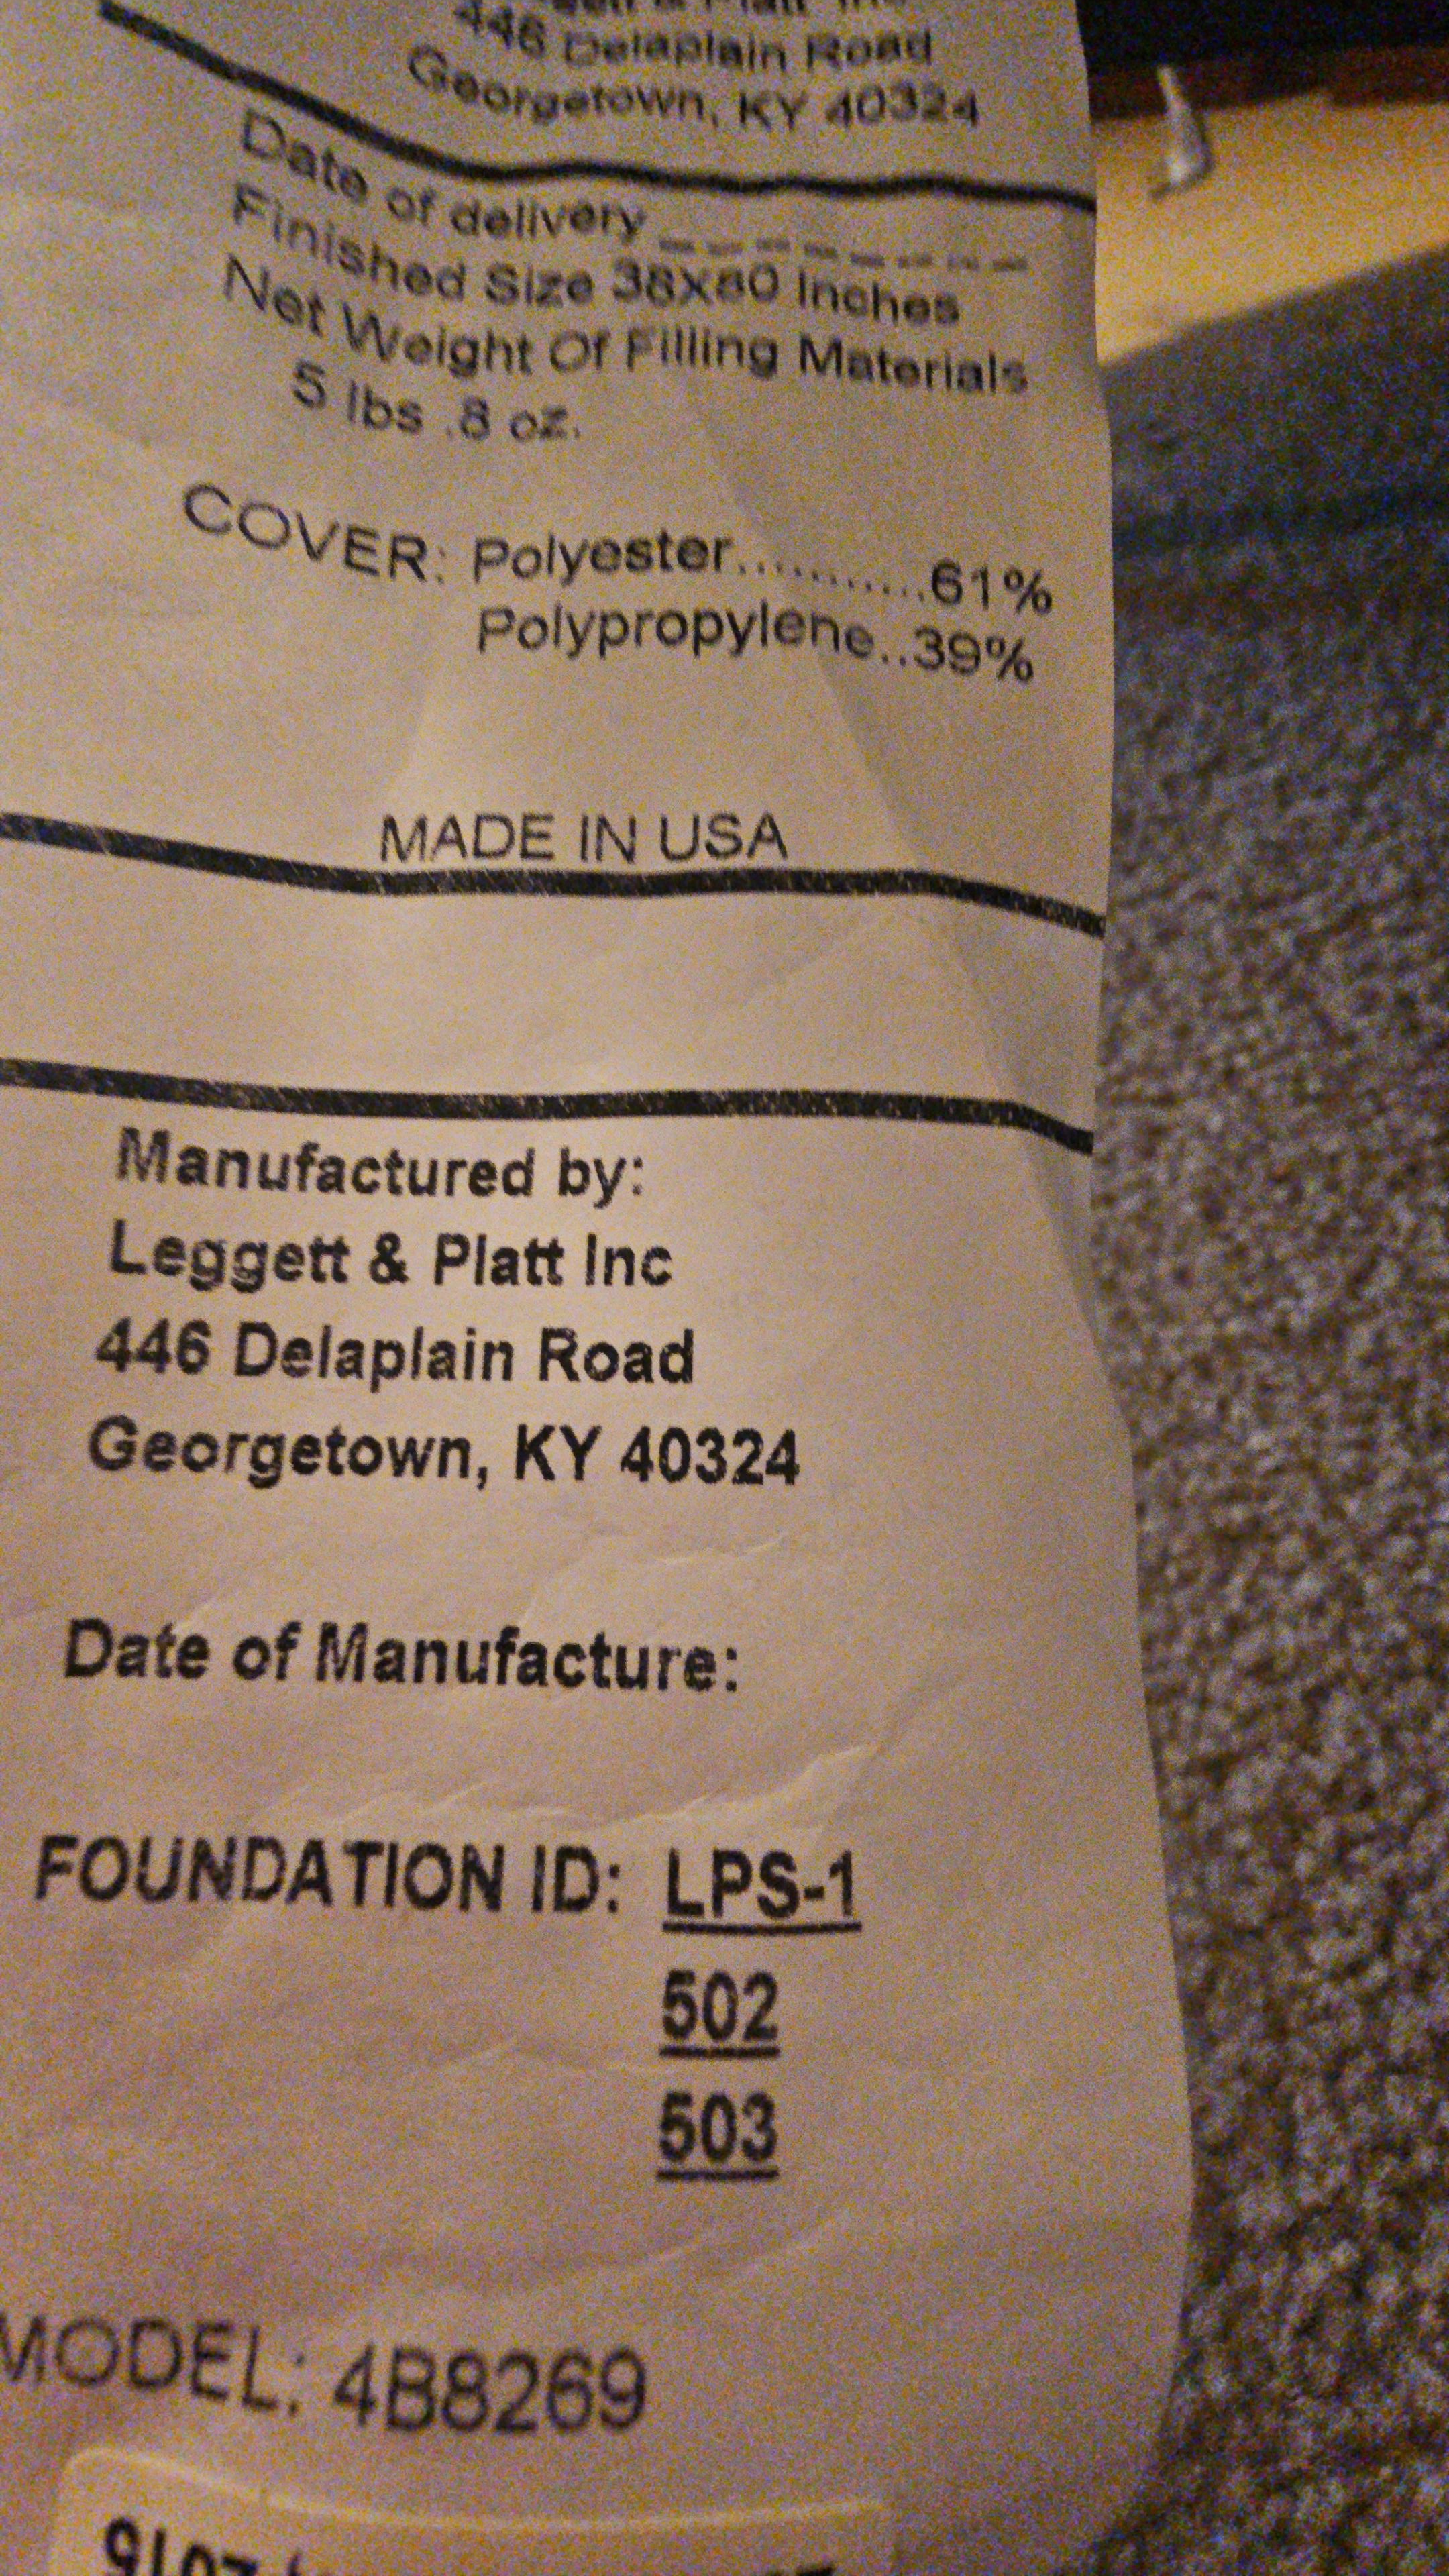 446 Delaplain Road
Georgetown, KY 40324
Date of delivery _ _ _ _ _ _ _ _
Finished Size 38X80 Inches
Net Weight Of Filling Materials
5 lbs .8 oz.
COVER: Polyester...........61%
Polypropylene..39%
MADE IN USA
Manufactured by:
Leggett & Platt Inc
446 Delaplain Road
Georgetown, KY 40324
Date of Manufacture:
FOUNDATION ID: LPS-1
502
503
MODEL: 4B8269